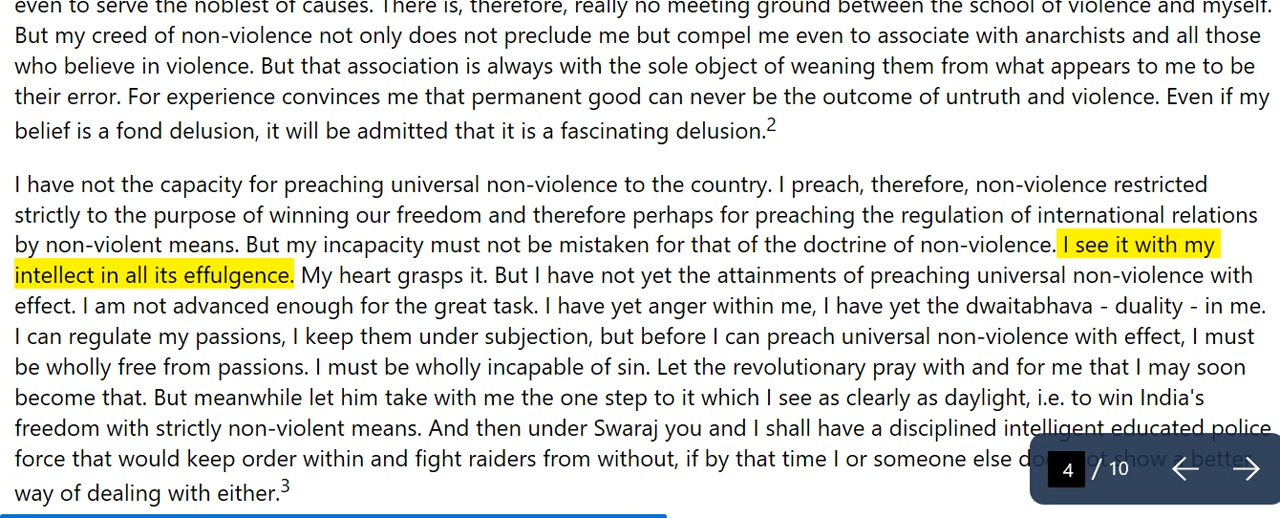 even to serve the noblest of causes. There is, therefore, really no meeting ground between the school of violence and myself.
But my creed of non-violence not only does not preclude me but compel me even to associate with anarchists and all those
who believe in violence. But that association is always with the sole object of weaning them from what appears to me to be
their error. For experience convinces me that permanent good can never be the outcome of untruth and violence. Even if my
belief is a fond delusion, it will be admitted that it is a fascinating delusion.2
I have not the capacity for preaching universal non-violence to the country. I preach, therefore, non-violence restricted
strictly to the purpose of winning our freedom and therefore perhaps for preaching the regulation of international relations
by non-violent means. But my incapacity must not be mistaken for that of the doctrine of non-violence. I see it with my
intellect in all its effulgence. My heart grasps it. But I have not yet the attainments of preaching universal non-violence with
effect. I am not advanced enough for the great task. I have yet anger within me, I have yet the dwaitabhava - duality - in me.
I can regulate my passions, I keep them under subjection, but before I can preach universal non-violence with effect, I must
be wholly free from passions. I must be wholly incapable of sin. Let the revolutionary pray with and for me that I may soon
become that. But meanwhile let him take with me the one step to it which I see as clearly as daylight, i.e. to win India's
freedom with strictly non-violent means. And then under Swaraj you and I shall have a disciplined intelligent educated police
force that would keep order within and fight raiders from without, if by that time I or someone else do show a better
way of dealing with either.3
4 / 10